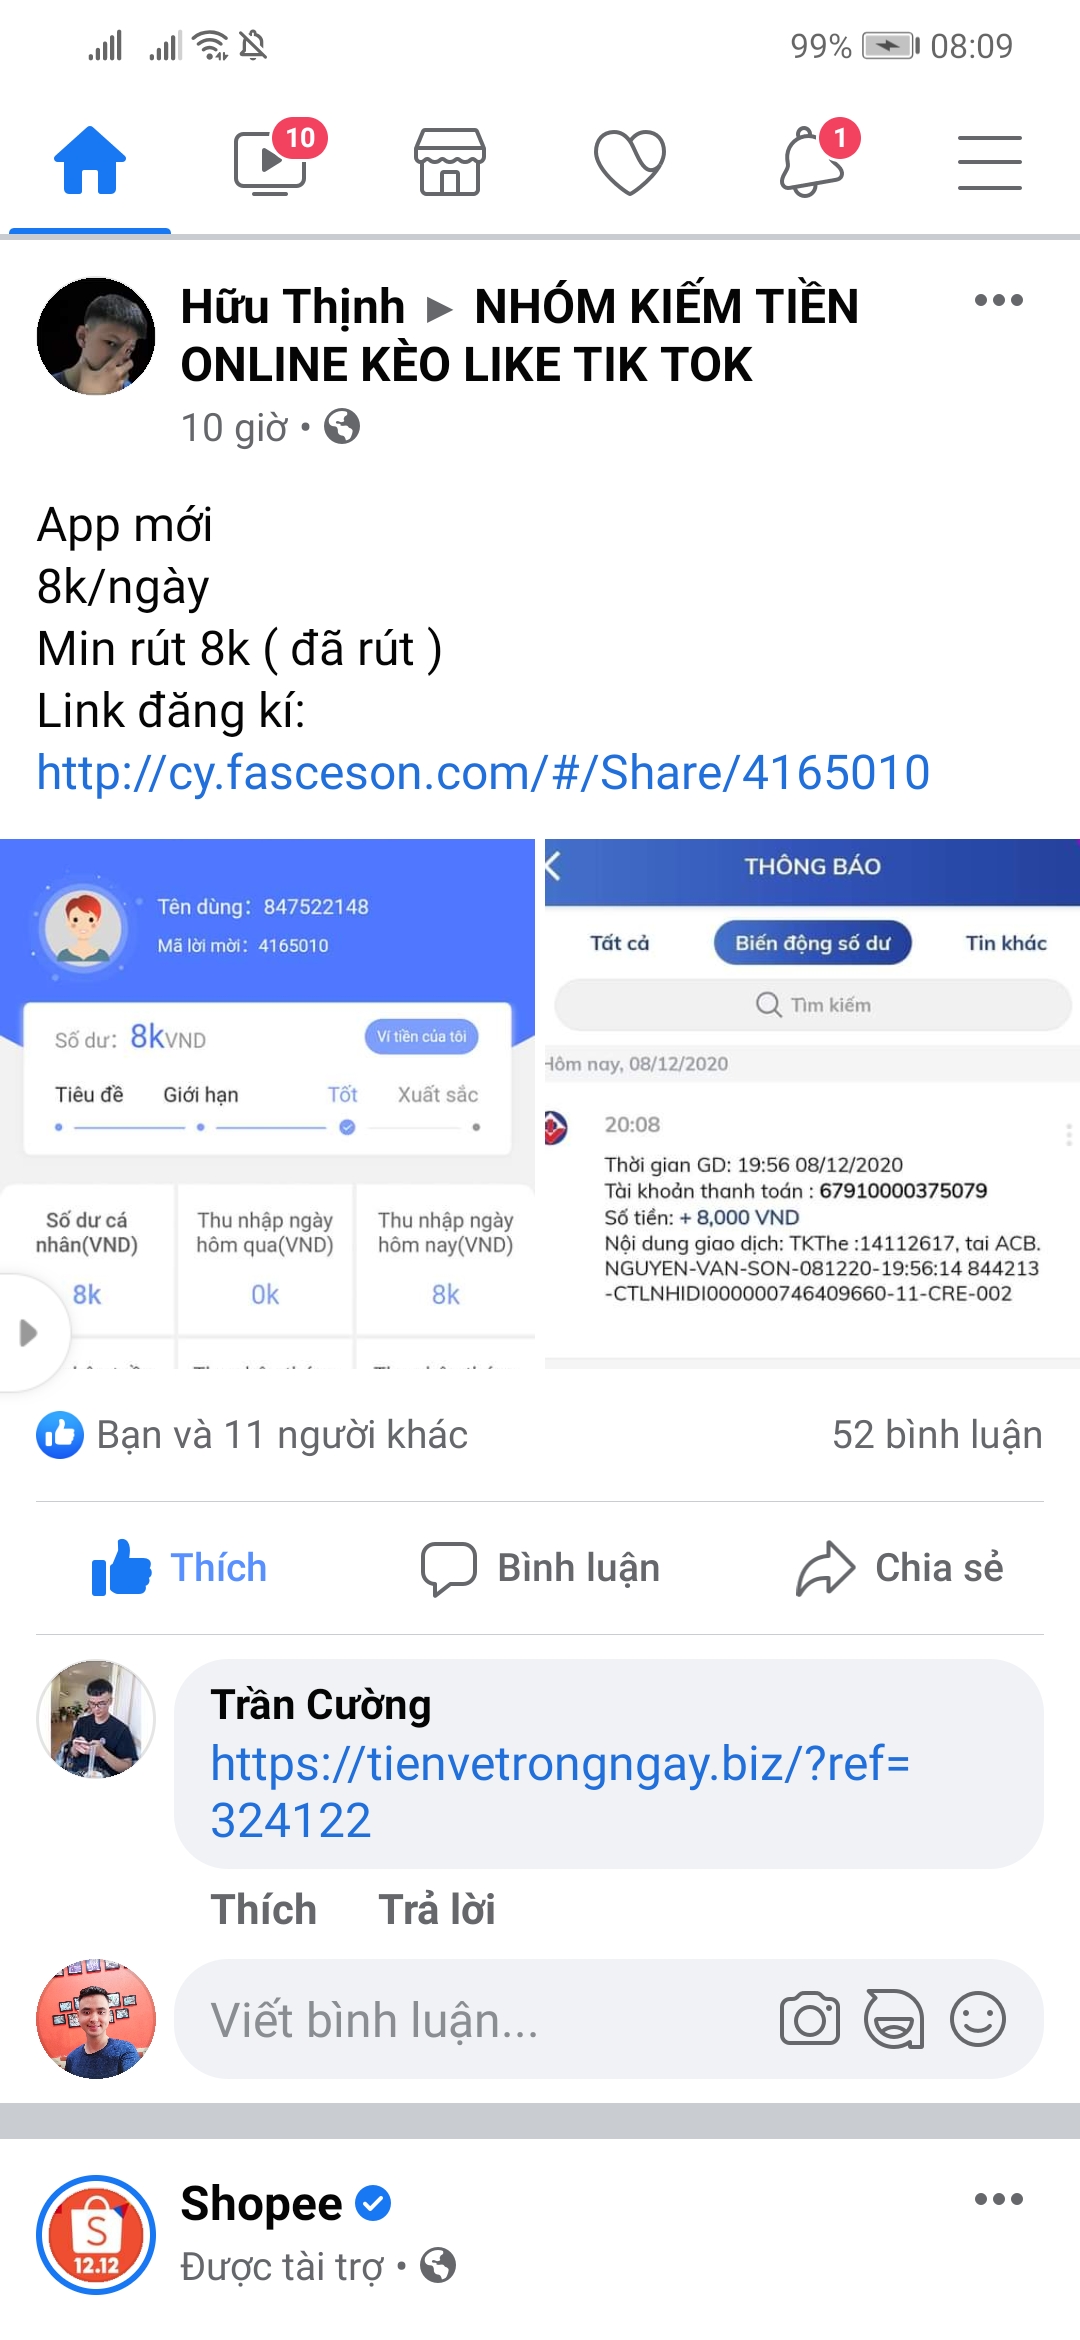 99% 08:09
10
1
Hữu Thịnh ► NHÓM KIẾM TIỀN
ONLINE KÈO LIKE TIK TOK
10 giờ •
App mới
8k/ngày
Min rút 8k ( đã rút )
Link đăng kí:
http://cy.fasceson.com/#/Share/4165010
Tên dùng: 847522148
Mã lời mời: 4165010
Số dư: 8kVND
Ví tiền của tôi
Tiêu đề Giới hạn Tốt Xuất sắc
Số dư cá nhân(VND)
8k
Thu nhập ngày hôm qua(VND)
0k
Thu nhập ngày hôm nay(VND)
8k
THÔNG BÁO
Tất cả Biến động số dư Tin khác
Tìm kiếm
Hôm nay, 08/12/2020
20:08
Thời gian GD: 19:56 08/12/2020
Tài khoản thanh toán : 67910000375079
Số tiền: + 8,000 VND
Nội dung giao dịch: TKThe :14112617, tai ACB.
NGUYEN-VAN-SON-081220-19:56:14 844213
-CTLNHIDI000000746409660-11-CRE-002
Bạn và 11 người khác 52 bình luận
Thích Bình luận Chia sẻ
Trần Cường
https://tienvetrongngay.biz/?ref=
324122
Thích Trả lời
Viết bình luận...
S
12.12
Shopee
Được tài trợ •